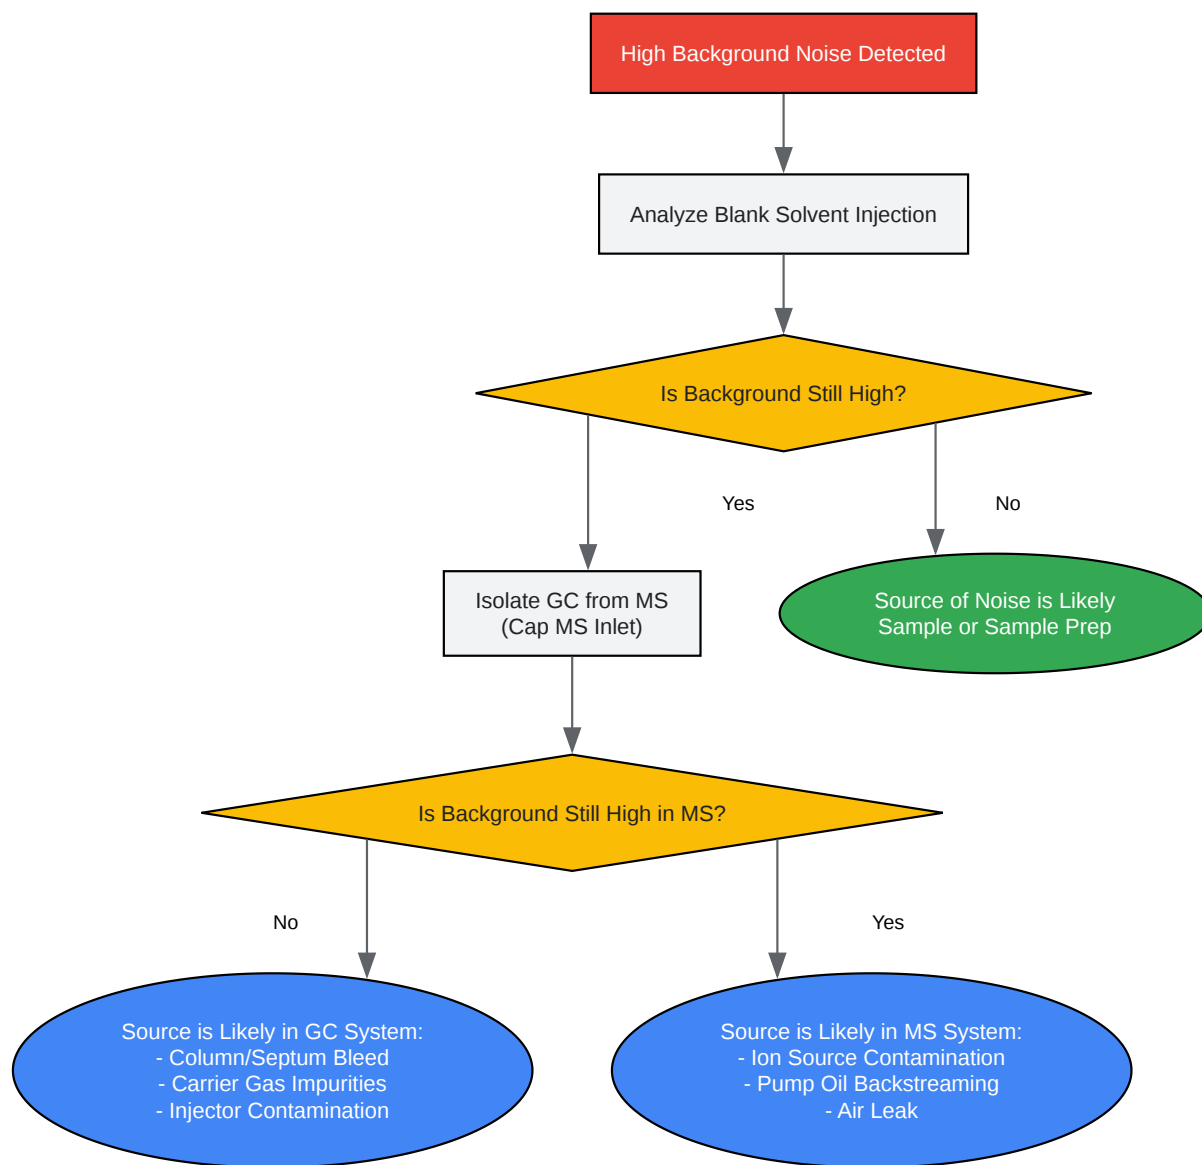 High Background Noise Detected
Analyze Blank Solvent Injection
Is Background Still High?
Yes
No
Isolate GC from MS
(Cap MS Inlet)
Source of Noise is Likely
Sample or Sample Prep
Is Background Still High in MS?
No
Yes
Source is Likely in GC System:
- Column/Septum Bleed
- Carrier Gas Impurities
- Injector Contamination
Source is Likely in MS System:
- Ion Source Contamination
- Pump Oil Backstreaming
- Air Leak